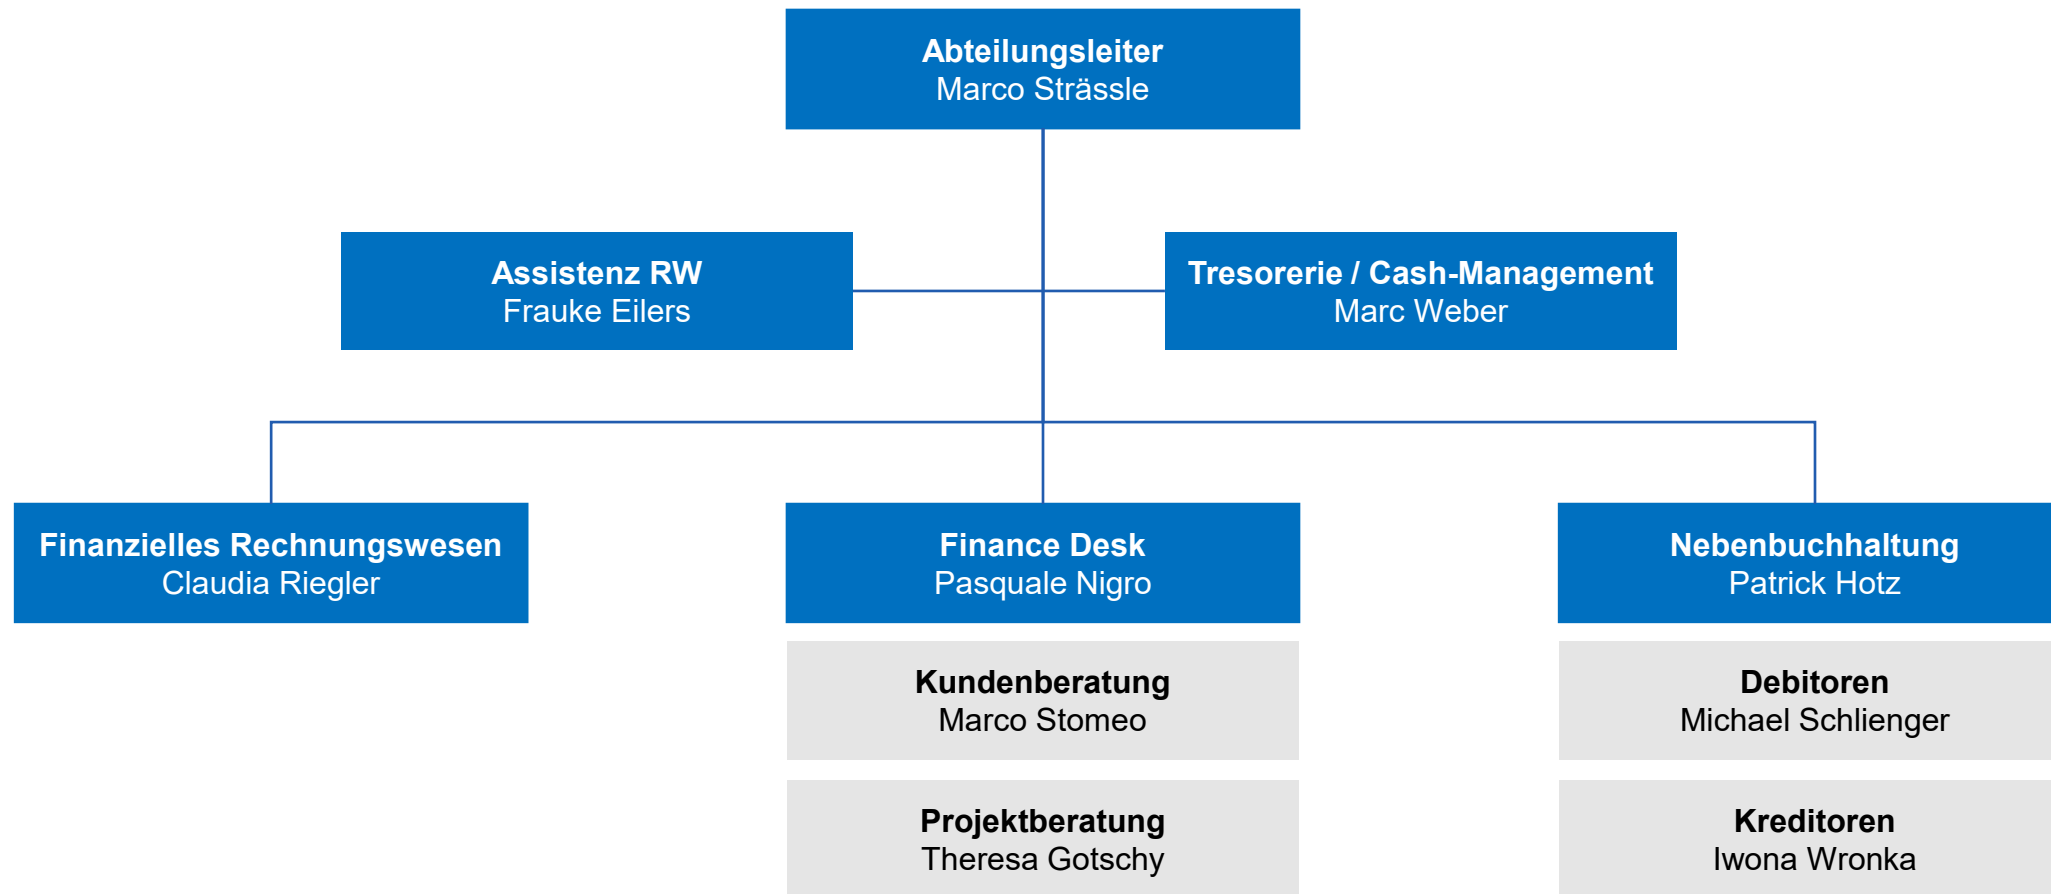 Abteilungsleiter
Marco Strässle
Assistenz RW
Frauke Eilers
Tresorerie / Cash-Management
Marc Weber
Finanzielles Rechnungswesen
Claudia Riegler
Finance Desk
Pasquale Nigro
Nebenbuchhaltung
Patrick Hotz
Kundenberatung
Marco Stomeo
Debitoren
Michael Schlienger
Projektberatung
Theresa Gotschy
Kreditoren
Iwona Wronka